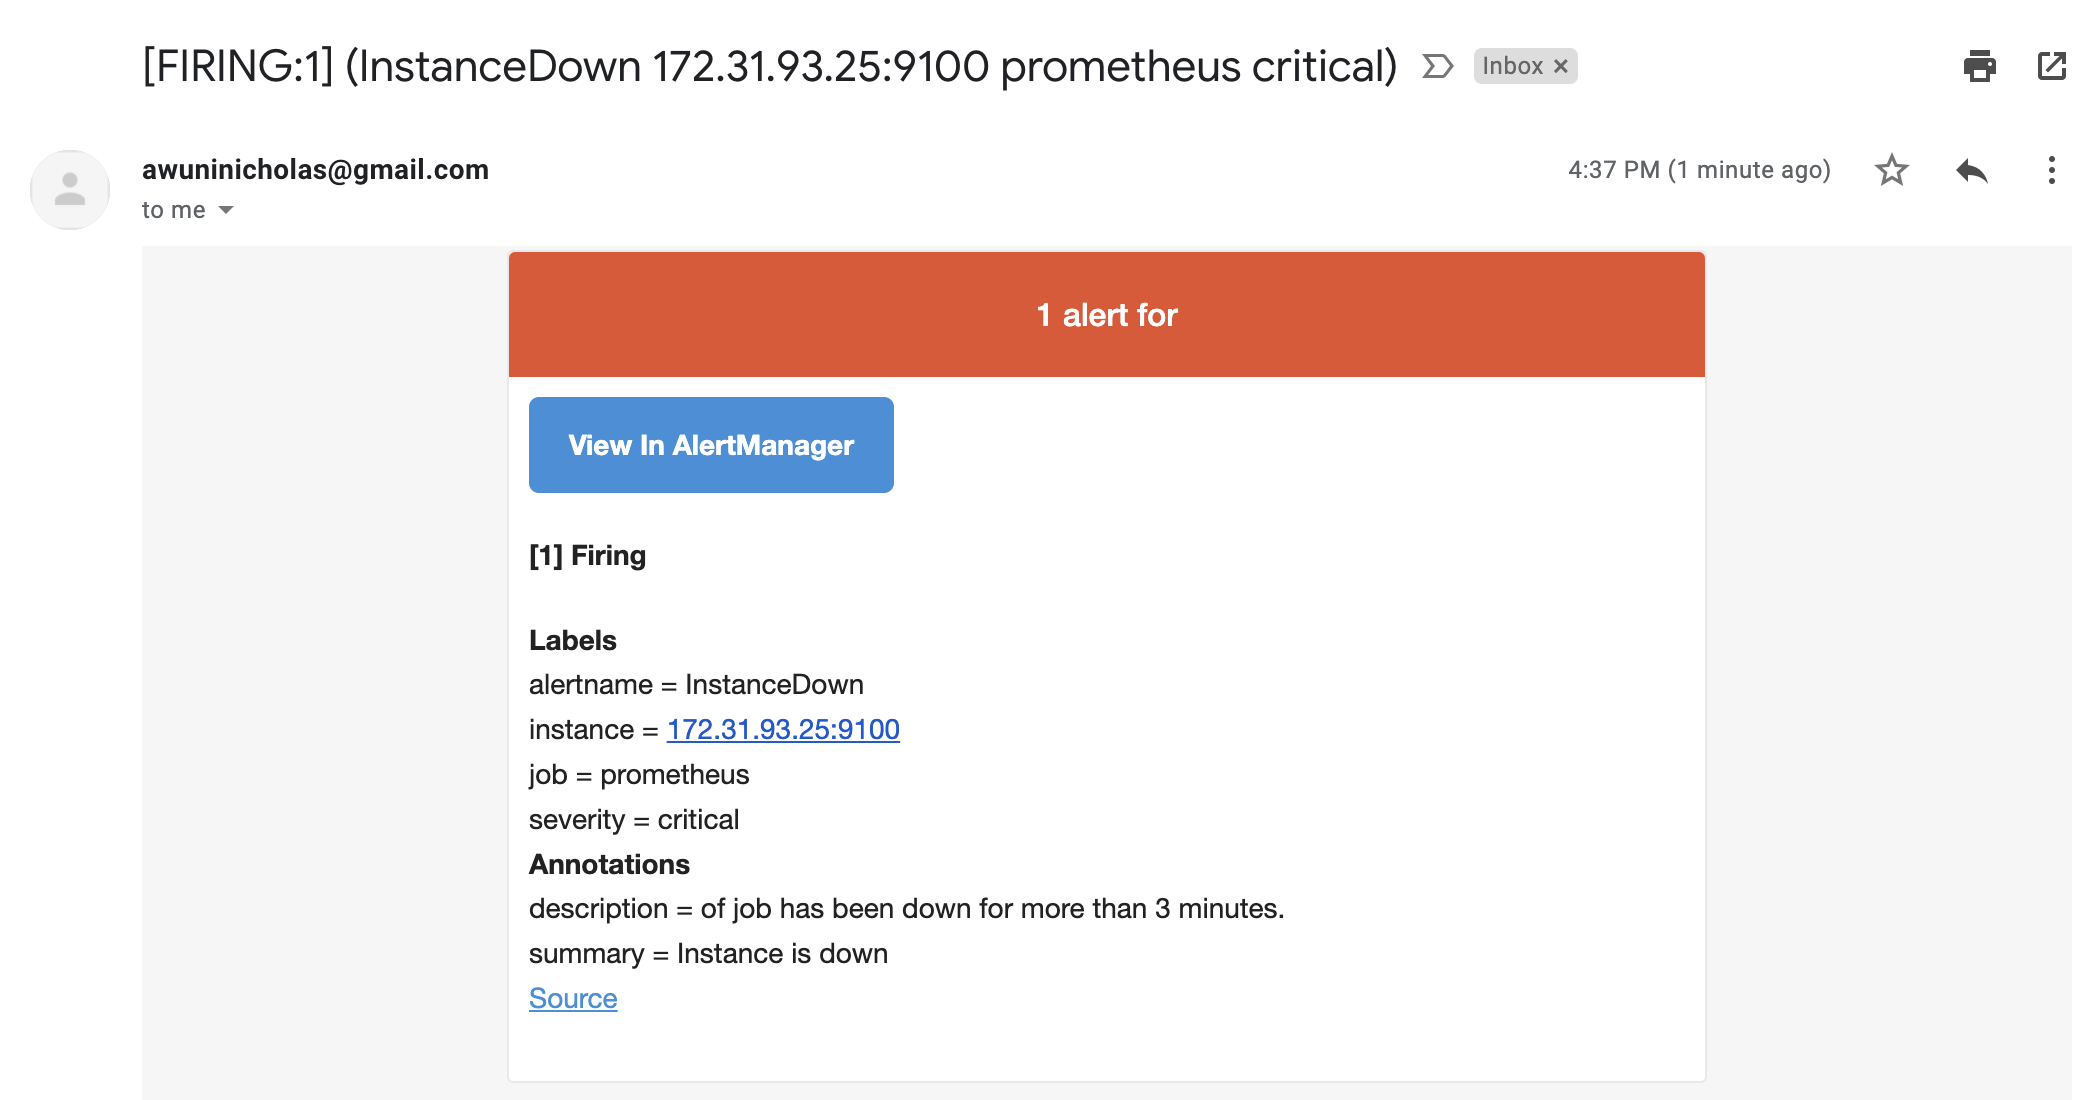 [FIRING:1] (InstanceDown 172.31.93.25:9100 prometheus critical) Inbox ×
awuninicholas@gmail.com 4:37 PM (1 minute ago)
to me
1 alert for
View In AlertManager
[1] Firing
Labels
alertname = InstanceDown
instance = 172.31.93.25:9100
job = prometheus
severity = critical
Annotations
description = of job has been down for more than 3 minutes.
summary = Instance is down
Source